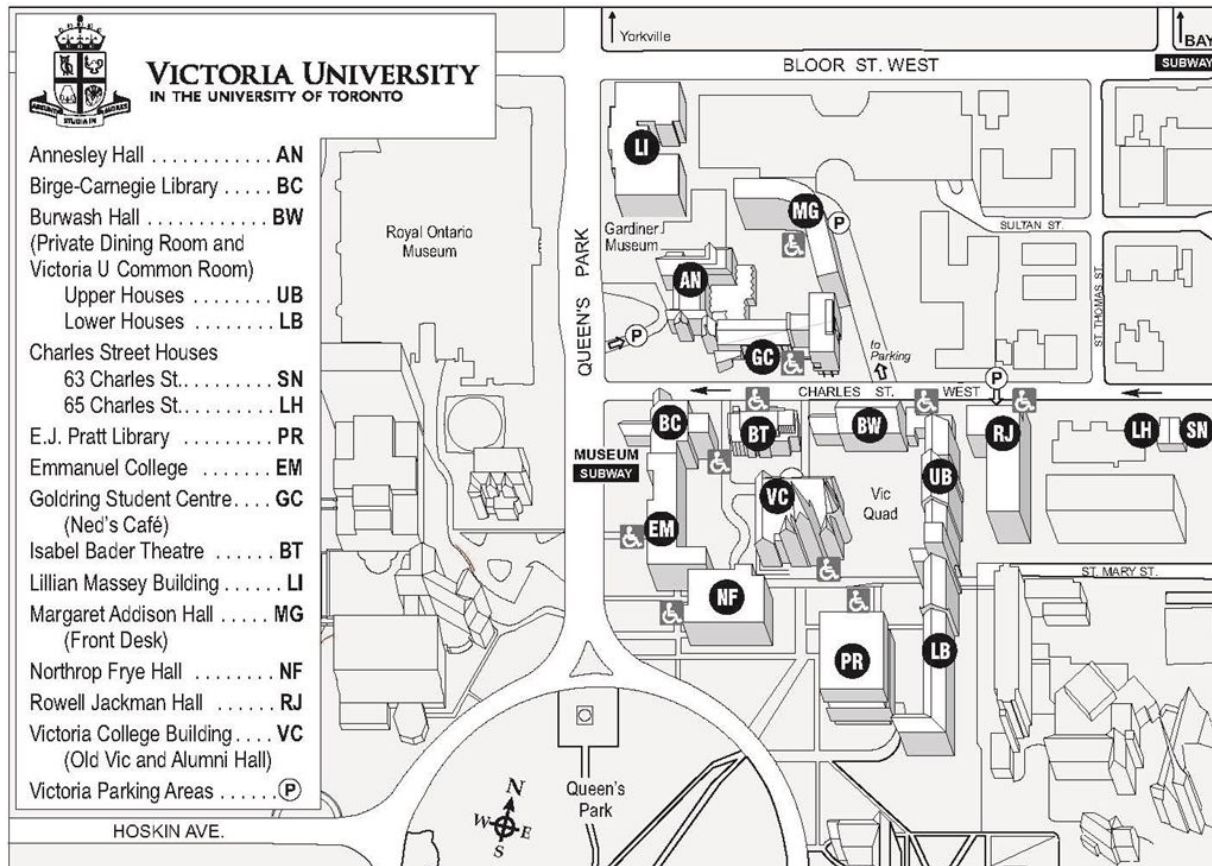 VICTORIA UNIVERSITY
IN THE UNIVERSITY OF TORONTO
Annesley Hall . . . . . . . . . . . . AN
Birge-Carnegie Library . . . . . BC
Burwash Hall . . . . . . . . . . . . BW
(Private Dining Room and
Victoria U Common Room)
Upper Houses . . . . . . . . UB
Lower Houses . . . . . . . . LB
Charles Street Houses
63 Charles St. . . . . . . . . . SN
65 Charles St. . . . . . . . . . LH
E.J. Pratt Library . . . . . . . . . PR
Emmanuel College . . . . . . . EM
Goldring Student Centre . . . . GC
(Ned's Café)
Isabel Bader Theatre . . . . . . BT
Lillian Massey Building . . . . . LI
Margaret Addison Hall . . . . . MG
(Front Desk)
Northrop Frye Hall . . . . . . . . NF
Rowell Jackman Hall . . . . . . RJ
Victoria College Building . . . . VC
(Old Vic and Alumni Hall)
Victoria Parking Areas . . . . . . P
HOSKIN AVE.
Yorkville
BAY
SUBWAY
BLOOR ST. WEST
LI
MG
P
Royal Ontario
Museum
QUEEN'S PARK
Gardiner
Museum
SULTAN ST.
ST THOMAS ST.
AN
P
GC
to
Parking
P
CHARLES ST. WEST
BC
BT
BW
RJ
LH
SN
MUSEUM
SUBWAY
VC
Vic
Quad
UB
EM
NF
ST. MARY ST.
PR
LB
Queen's
Park
N
W
E
S